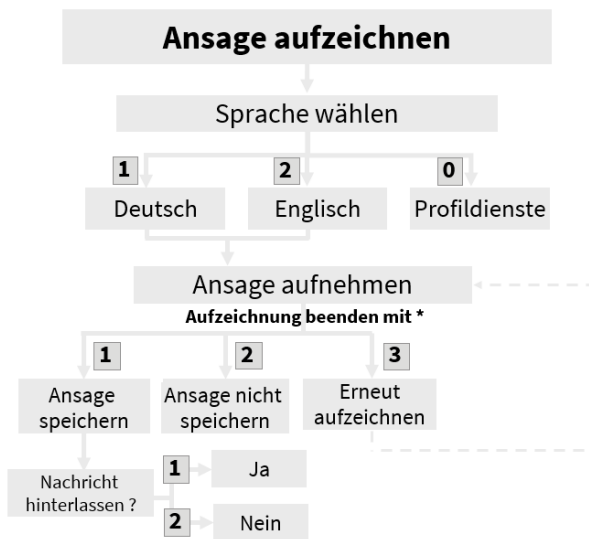 Ansage aufzeichnen
Sprache wählen
1
2
0
Deutsch
Englisch
Profildienste
Ansage aufnehmen
Aufzeichnung beenden mit *
1
2
3
Ansage
speichern
Ansage nicht
speichern
Erneut
aufzeichnen
Nachricht
hinterlassen ?
1
Ja
2
Nein